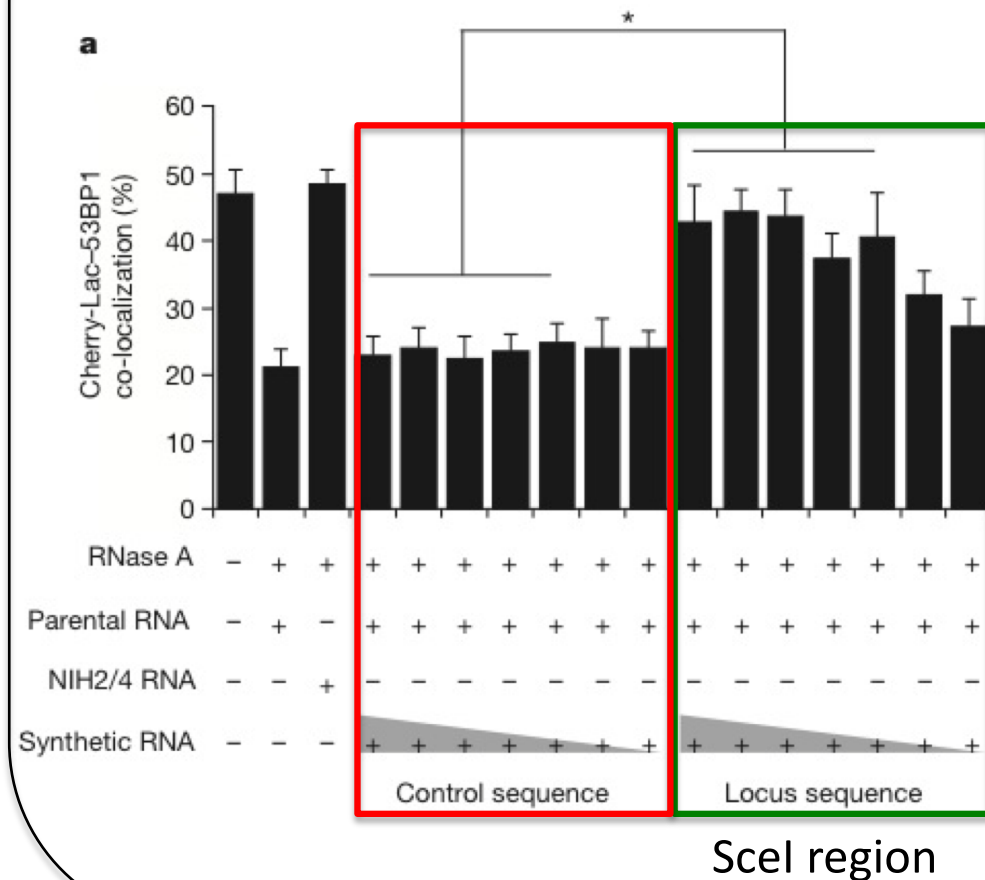 *
a
Cherry-Lac–53BP1
co-localization (%)
60
50
40
30
20
10
0
RNase A − + + + + + + + + + + + + + + + +
Parental RNA − + − + + + + + + + + + + + + + +
NIH2/4 RNA − − + − − − − − − − − − − − − − −
Synthetic RNA − − − + + + + + + + + + + + + + +
Control sequence
Locus sequence
SceI region